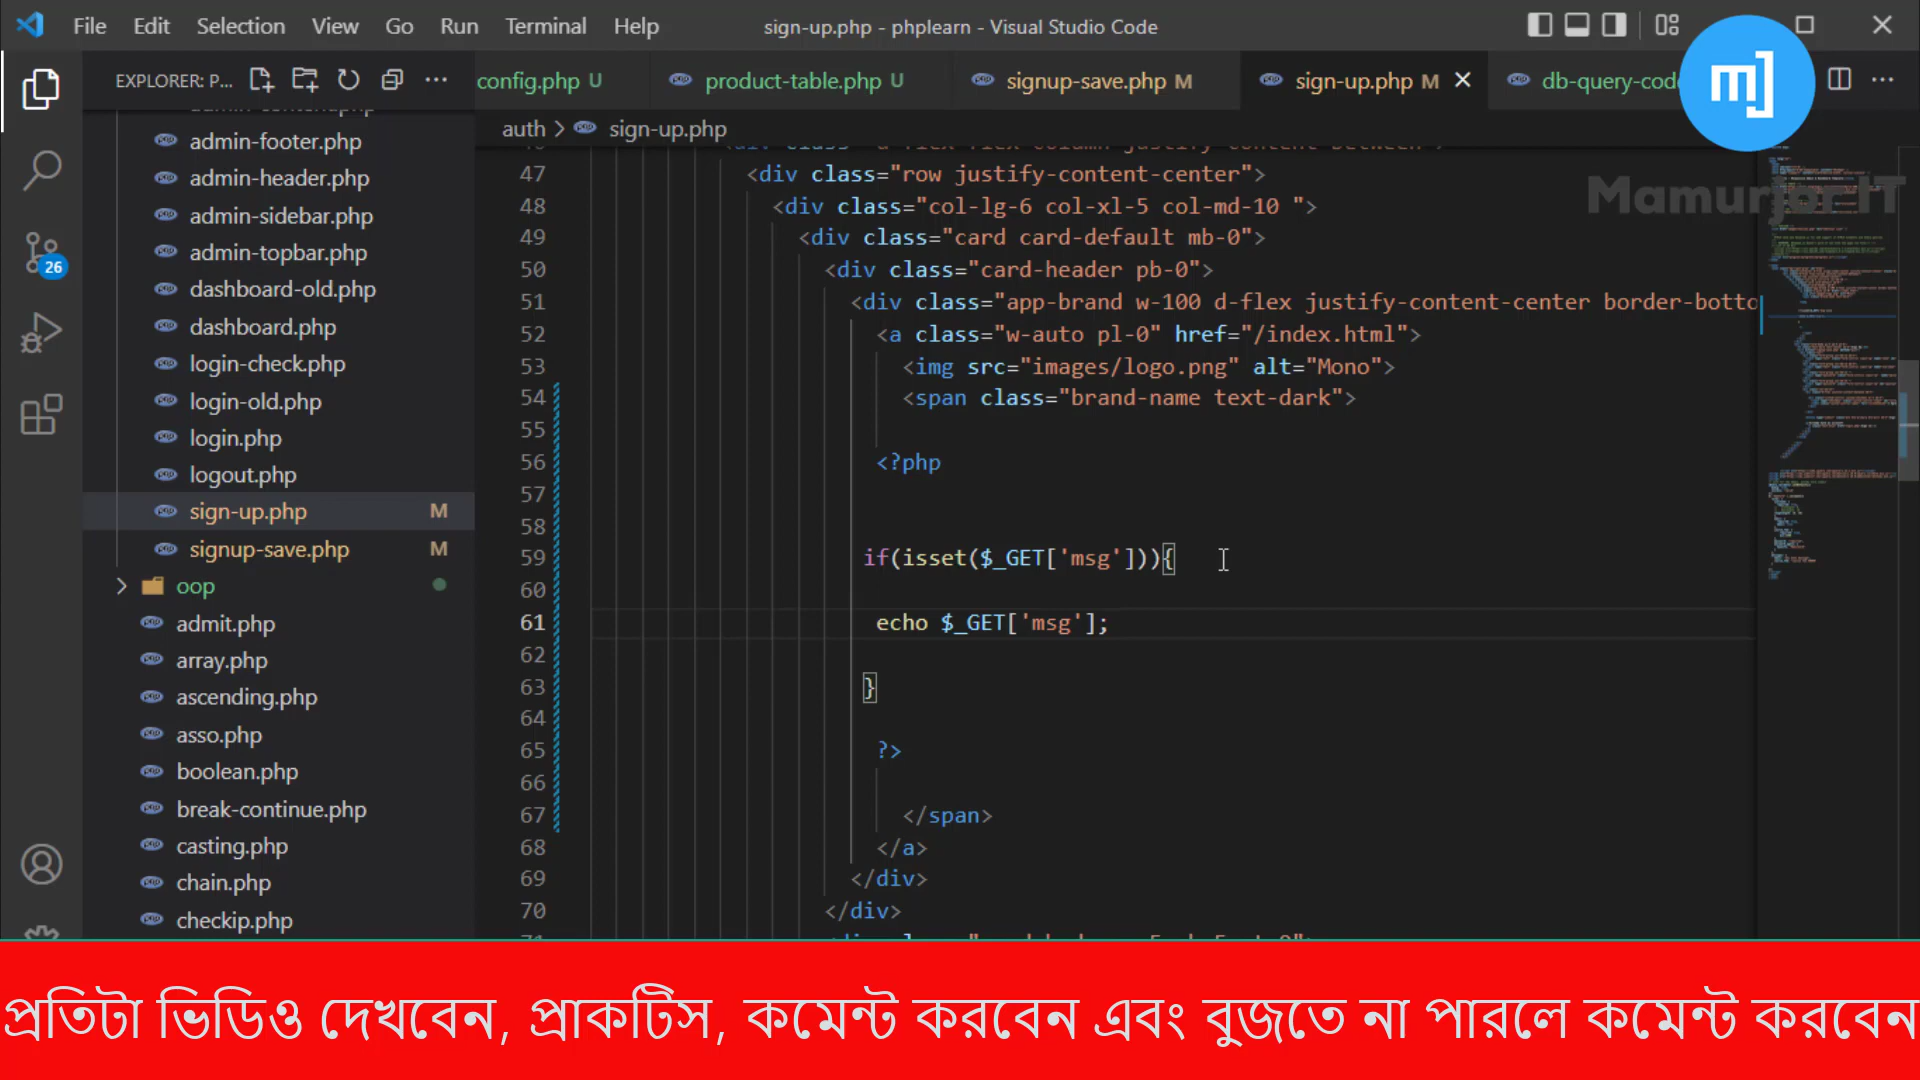 File Edit Selection View Go Run Terminal Help
sign-up.php - phplearn - Visual Studio Code
EXPLORER: P...
config.php U
product-table.php U
signup-save.php M
sign-up.php M
db-query-code
auth > sign-up.php
Mamurjor IT
admin-footer.php
admin-header.php
admin-sidebar.php
admin-topbar.php
dashboard-old.php
dashboard.php
login-check.php
login-old.php
login.php
logout.php
sign-up.php M
signup-save.php M
oop
admit.php
array.php
ascending.php
asso.php
boolean.php
break-continue.php
casting.php
chain.php
checkip.php
26
47 <div class="row justify-content-center">
48 <div class="col-lg-6 col-xl-5 col-md-10 ">
49 <div class="card card-default mb-0">
50 <div class="card-header pb-0">
51 <div class="app-brand w-100 d-flex justify-content-center border-botto
52 <a class="w-auto pl-0" href="/index.html">
53 <img src="images/logo.png" alt="Mono">
54 <span class="brand-name text-dark">
55
56 <?php
57
58
59 if(isset($_GET['msg'])){
60
61 echo $_GET['msg'];
62
63 }
64
65 ?>
66
67 </span>
68 </a>
69 </div>
70 </div>
প্রতিটা ভিডিও দেখবেন, প্রাকটিস, কমেন্ট করবেন এবং বুজতে না পারলে কমেন্ট করবেন